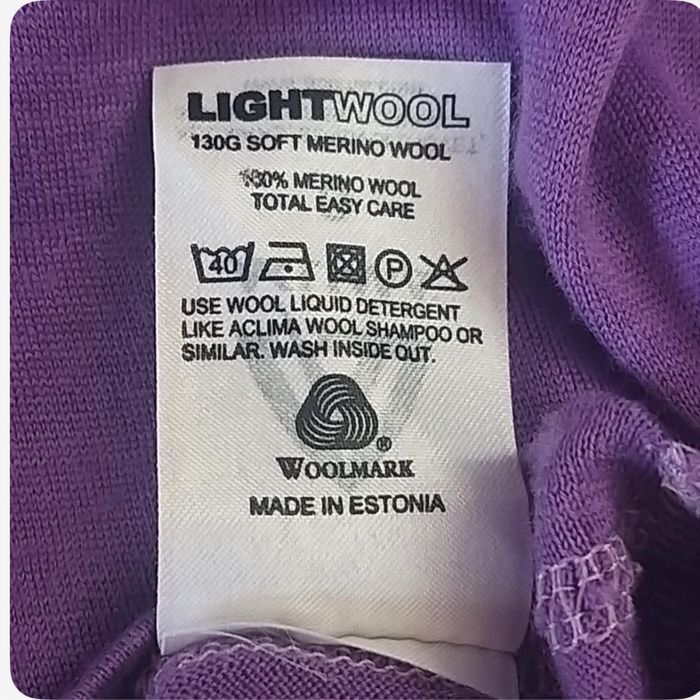 LIGHTWOOL
130G SOFT MERINO WOOL
100% MERINO WOOL
TOTAL EASY CARE
40 P
USE WOOL LIQUID DETERGENT
LIKE ACLIMA WOOL SHAMPOO OR
SIMILAR. WASH INSIDE OUT.
®
WOOLMARK
MADE IN ESTONIA